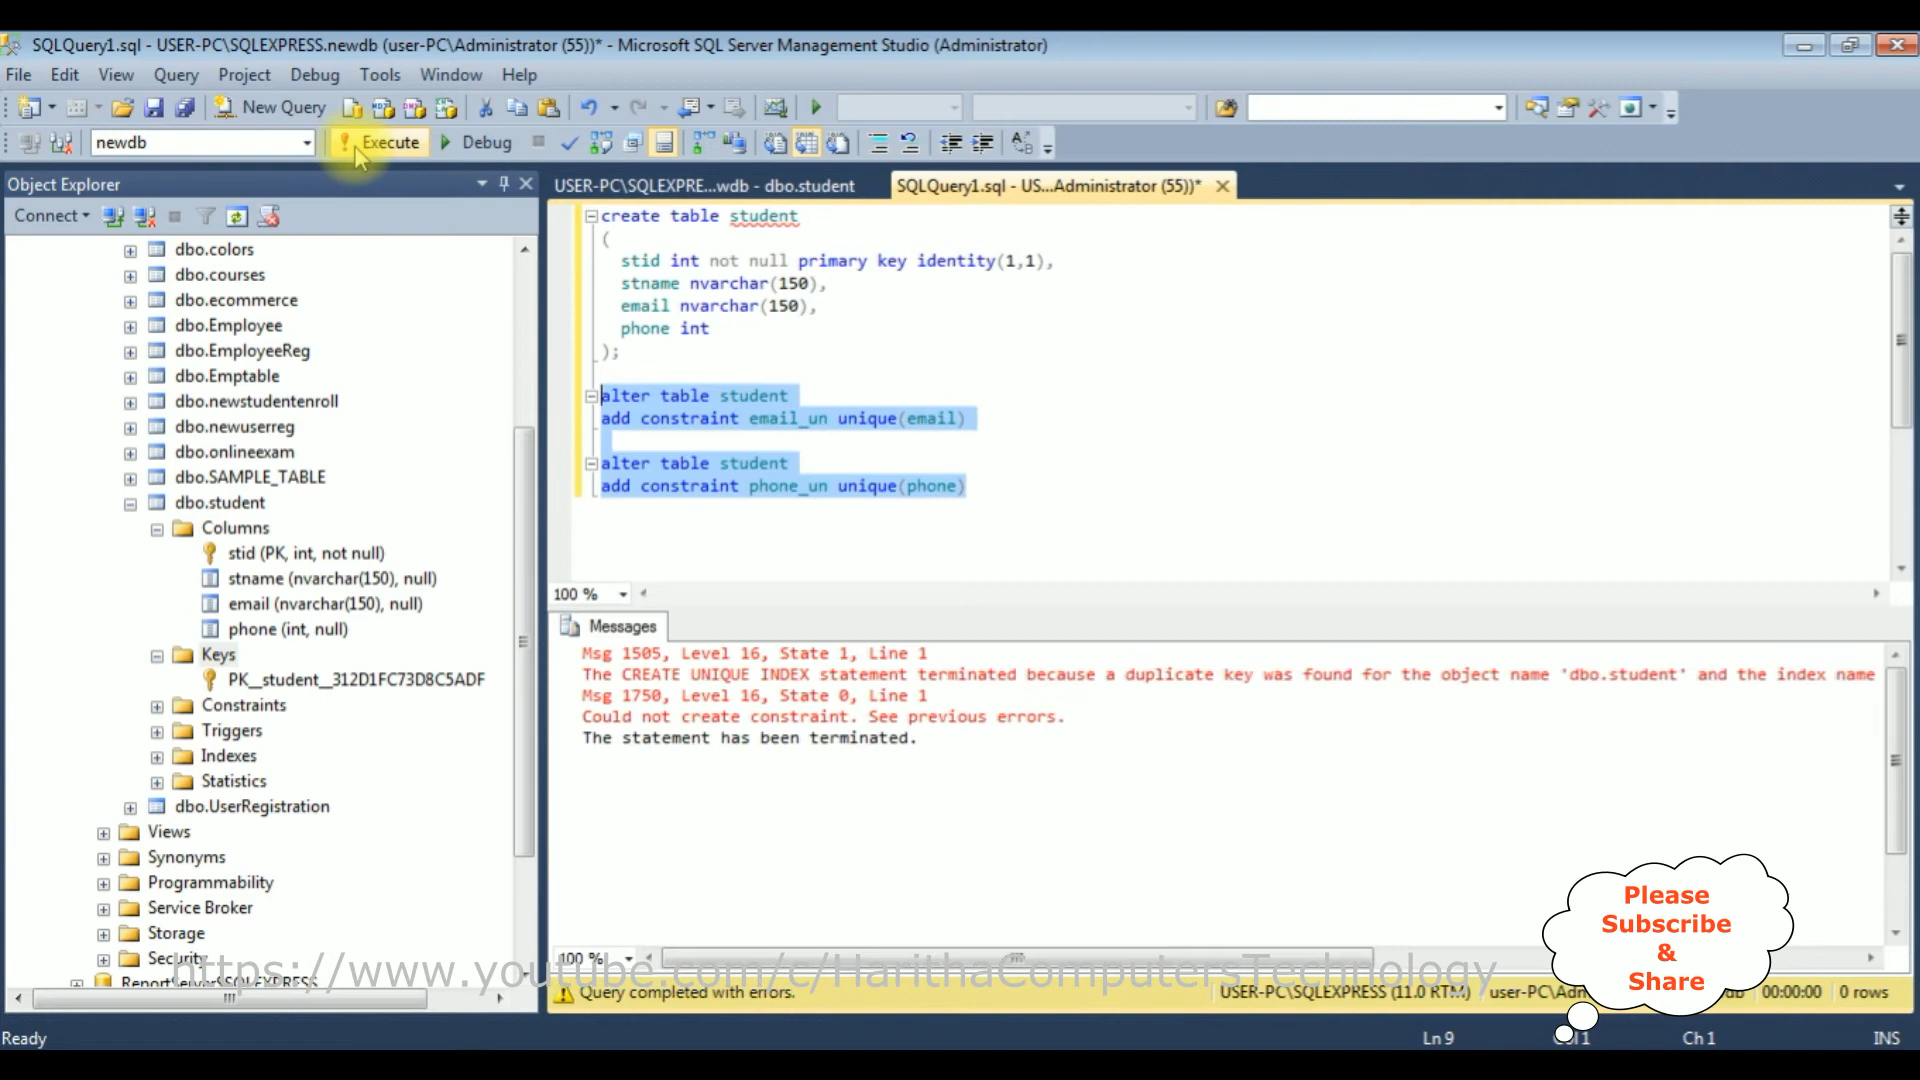 SQLQuery1.sql - USER-PC\SQLEXPRESS.newdb (user-PC\Administrator (55))* - Microsoft SQL Server Management Studio (Administrator)
File Edit View Query Project Debug Tools Window Help
New Query
newdb Execute Debug
Object Explorer
Connect
dbo.colors
dbo.courses
dbo.ecommerce
dbo.Employee
dbo.EmployeeReg
dbo.Emptable
dbo.newstudentenroll
dbo.newuserreg
dbo.onlineexam
dbo.SAMPLE_TABLE
dbo.student
Columns
stid (PK, int, not null)
stname (nvarchar(150), null)
email (nvarchar(150), null)
phone (int, null)
Keys
PK__student__312D1FC73D8C5ADF
Constraints
Triggers
Indexes
Statistics
dbo.UserRegistration
Views
Synonyms
Programmability
Service Broker
Storage
Security
ReportServer$SQLEXPRESS
USER-PC\SQLEXPRE...wdb - dbo.student SQLQuery1.sql - US...Administrator (55))*
create table student
(
stid int not null primary key identity(1,1),
stname nvarchar(150),
email nvarchar(150),
phone int
);
alter table student
add constraint email_un unique(email)
alter table student
add constraint phone_un unique(phone)
100 %
Messages
Msg 1505, Level 16, State 1, Line 1
The CREATE UNIQUE INDEX statement terminated because a duplicate key was found for the object name 'dbo.student' and the index name
Msg 1750, Level 16, State 0, Line 1
Could not create constraint. See previous errors.
The statement has been terminated.
100 %
https://www.youtube.com/c/HarithaComputersTechnology
Query completed with errors. USER-PC\SQLEXPRESS (11.0 RTM) 00:00:00 0 rows
Please
Subscribe
&
Share
Ready Ln 9 Ch 1 INS